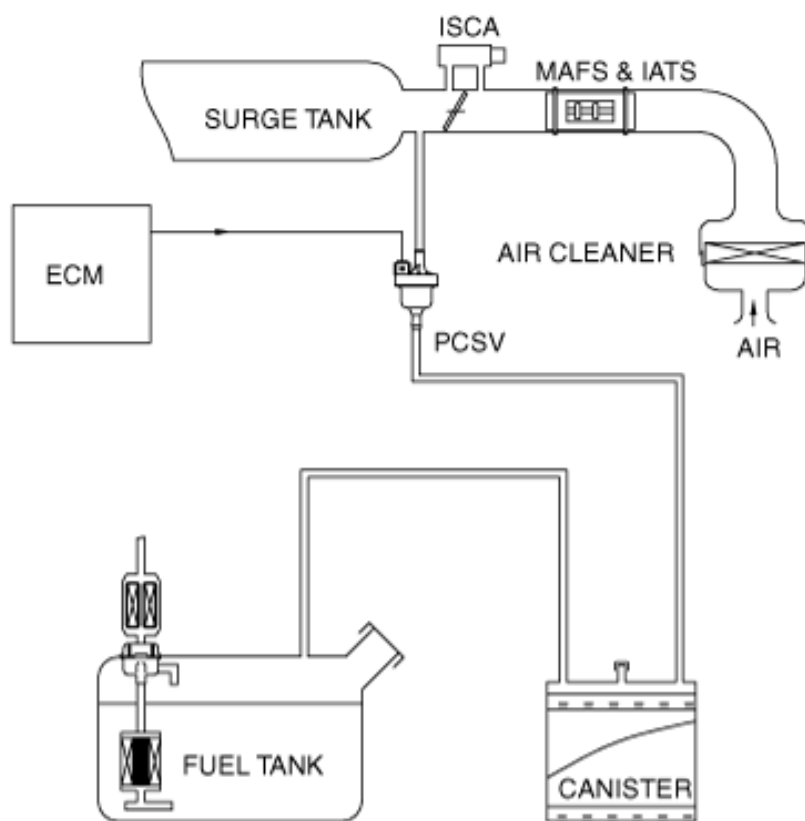 ISCA
MAFS & IATS
SURGE TANK
ECM
AIR CLEANER
PCSV
AIR
FUEL TANK
CANISTER